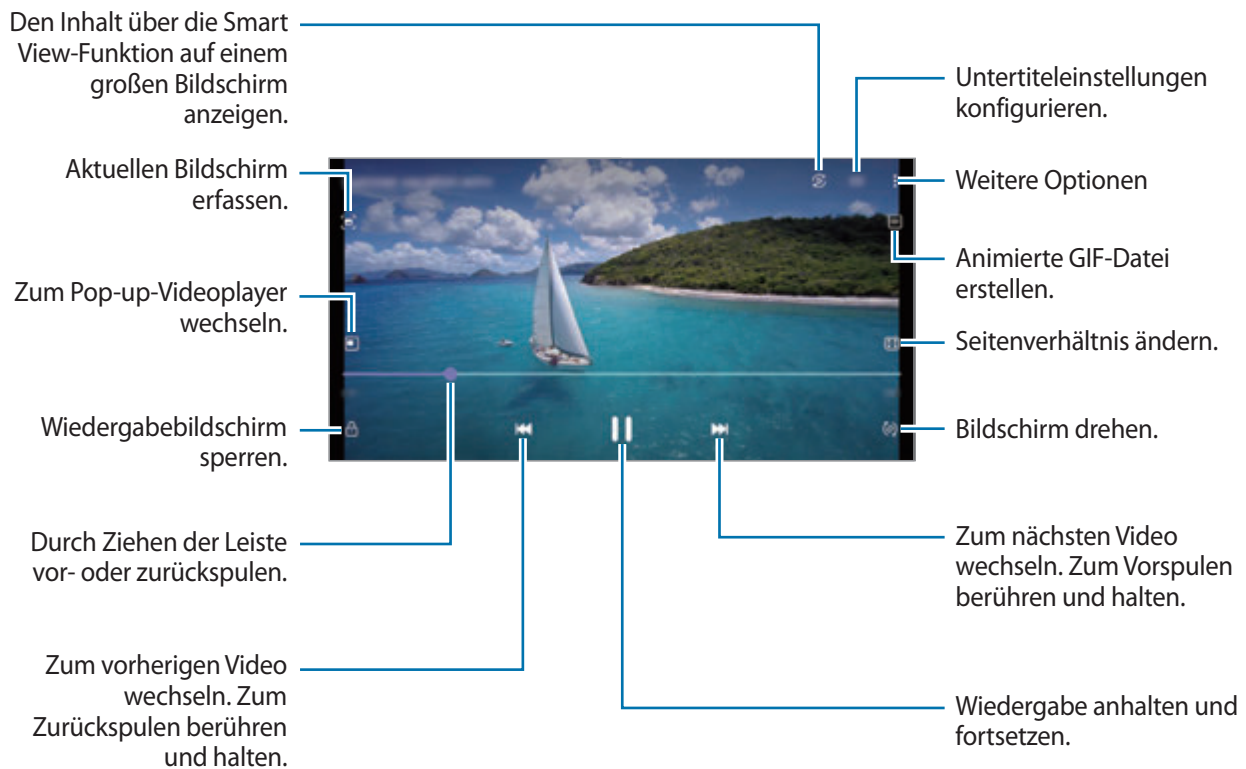 Den Inhalt über die Smart
View-Funktion auf einem
großen Bildschirm
anzeigen.
Aktuellen Bildschirm
erfassen.
Zum Pop-up-Videoplayer
wechseln.
Wiedergabebildschirm
sperren.
Durch Ziehen der Leiste
vor- oder zurückspulen.
Zum vorherigen Video
wechseln. Zum
Zurückspulen berühren
und halten.
Untertiteleinstellungen
konfigurieren.
Weitere Optionen
Animierte GIF-Datei
erstellen.
Seitenverhältnis ändern.
Bildschirm drehen.
Zum nächsten Video
wechseln. Zum Vorspulen
berühren und halten.
Wiedergabe anhalten und
fortsetzen.